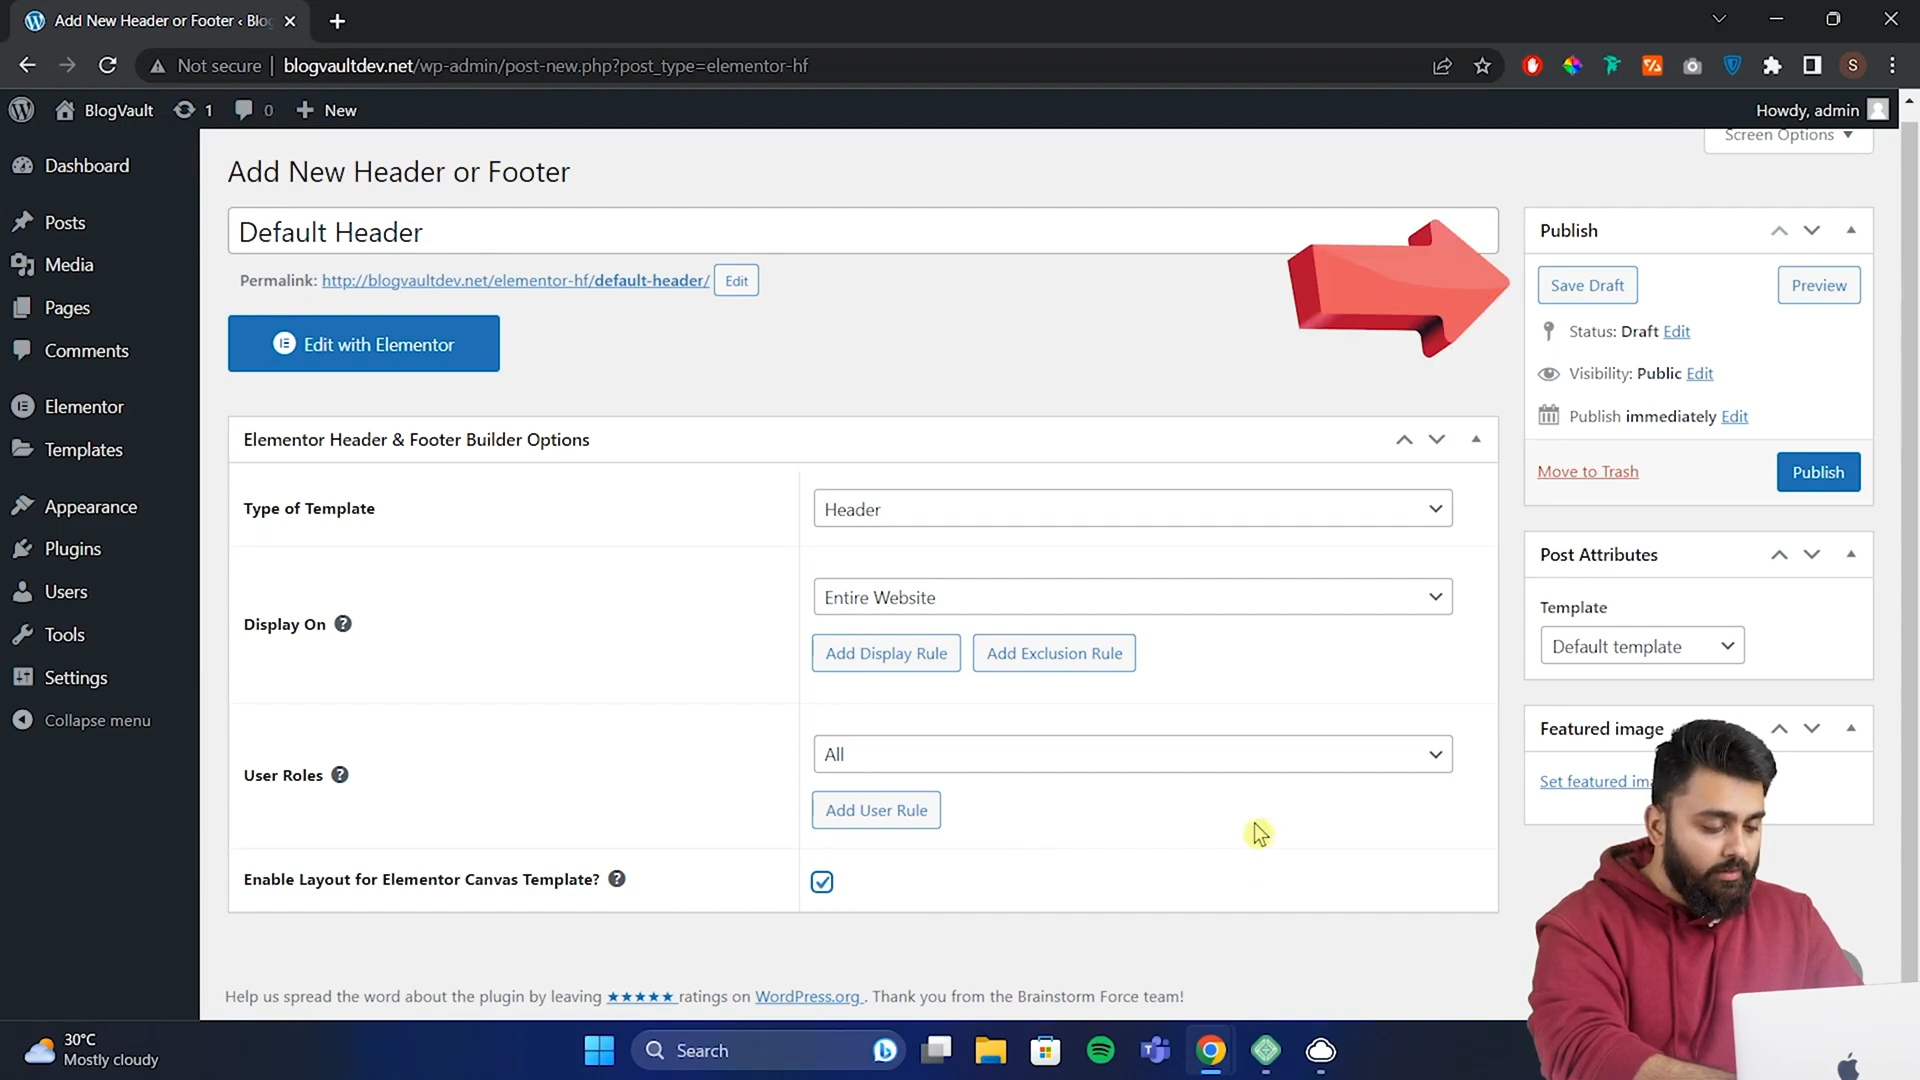 Add New Header or Footer ‹ Blo
Not secure
blogvaultdev.net/wp-admin/post-new.php?post_type=elementor-hf
S
BlogVault
1
0
New
Howdy, admin
Screen Options
Dashboard
Posts
Media
Pages
Comments
Elementor
Templates
Appearance
Plugins
Users
Tools
Settings
Collapse menu
Add New Header or Footer
Default Header
Permalink: http://blogvaultdev.net/elementor-hf/default-header/ Edit
Edit with Elementor
Elementor Header & Footer Builder Options
Type of Template
Header
Display On
Entire Website
Add Display Rule
Add Exclusion Rule
User Roles
All
Add User Rule
Enable Layout for Elementor Canvas Template?
Help us spread the word about the plugin by leaving ★★★★★ ratings on WordPress.org . Thank you from the Brainstorm Force team!
Publish
Save Draft
Preview
Status: Draft Edit
Visibility: Public Edit
Publish immediately Edit
Move to Trash
Publish
Post Attributes
Template
Default template
Featured image
Set featured im
30°C
Mostly cloudy
Search